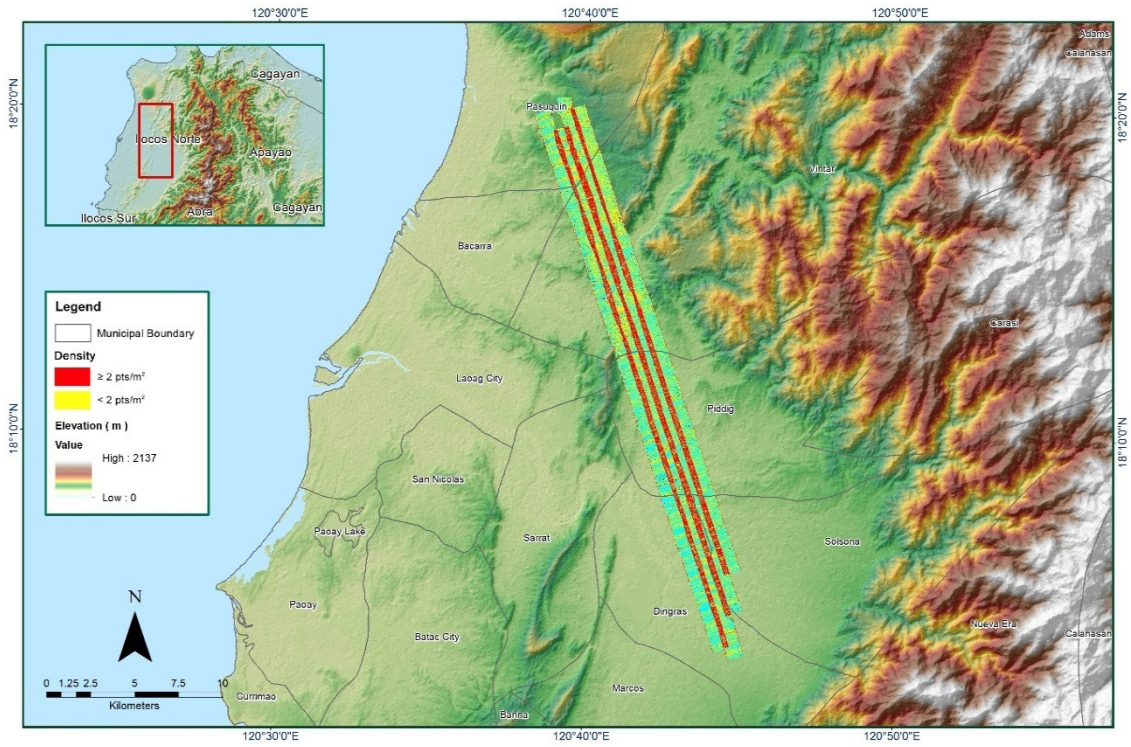 120°30'0"E
120°40'0"E
120°50'0"E
18°20'0"N
18°20'0"N
Cagayan
Ilocos Norte
Apayao
Ilocos Sur
Abra
Cagayan
Adams
Calanasan
Pasuquin
Vintar
Bacarra
Carasi
Legend
Municipal Boundary
Density
≥ 2 pts/m²
< 2 pts/m²
Elevation ( m )
Value
High : 2137
Low : 0
Laoag City
Piddig
18°10'0"N
18°10'0"N
San Nicolas
Paoay Lake
Sarrat
Solsona
Paoay
Dingras
Batac City
Nueva Era
Calanasan
N
0 1.25 2.5 5 7.5 10
Kilometers
Currimao
Marcos
Banna
120°30'0"E
120°40'0"E
120°50'0"E